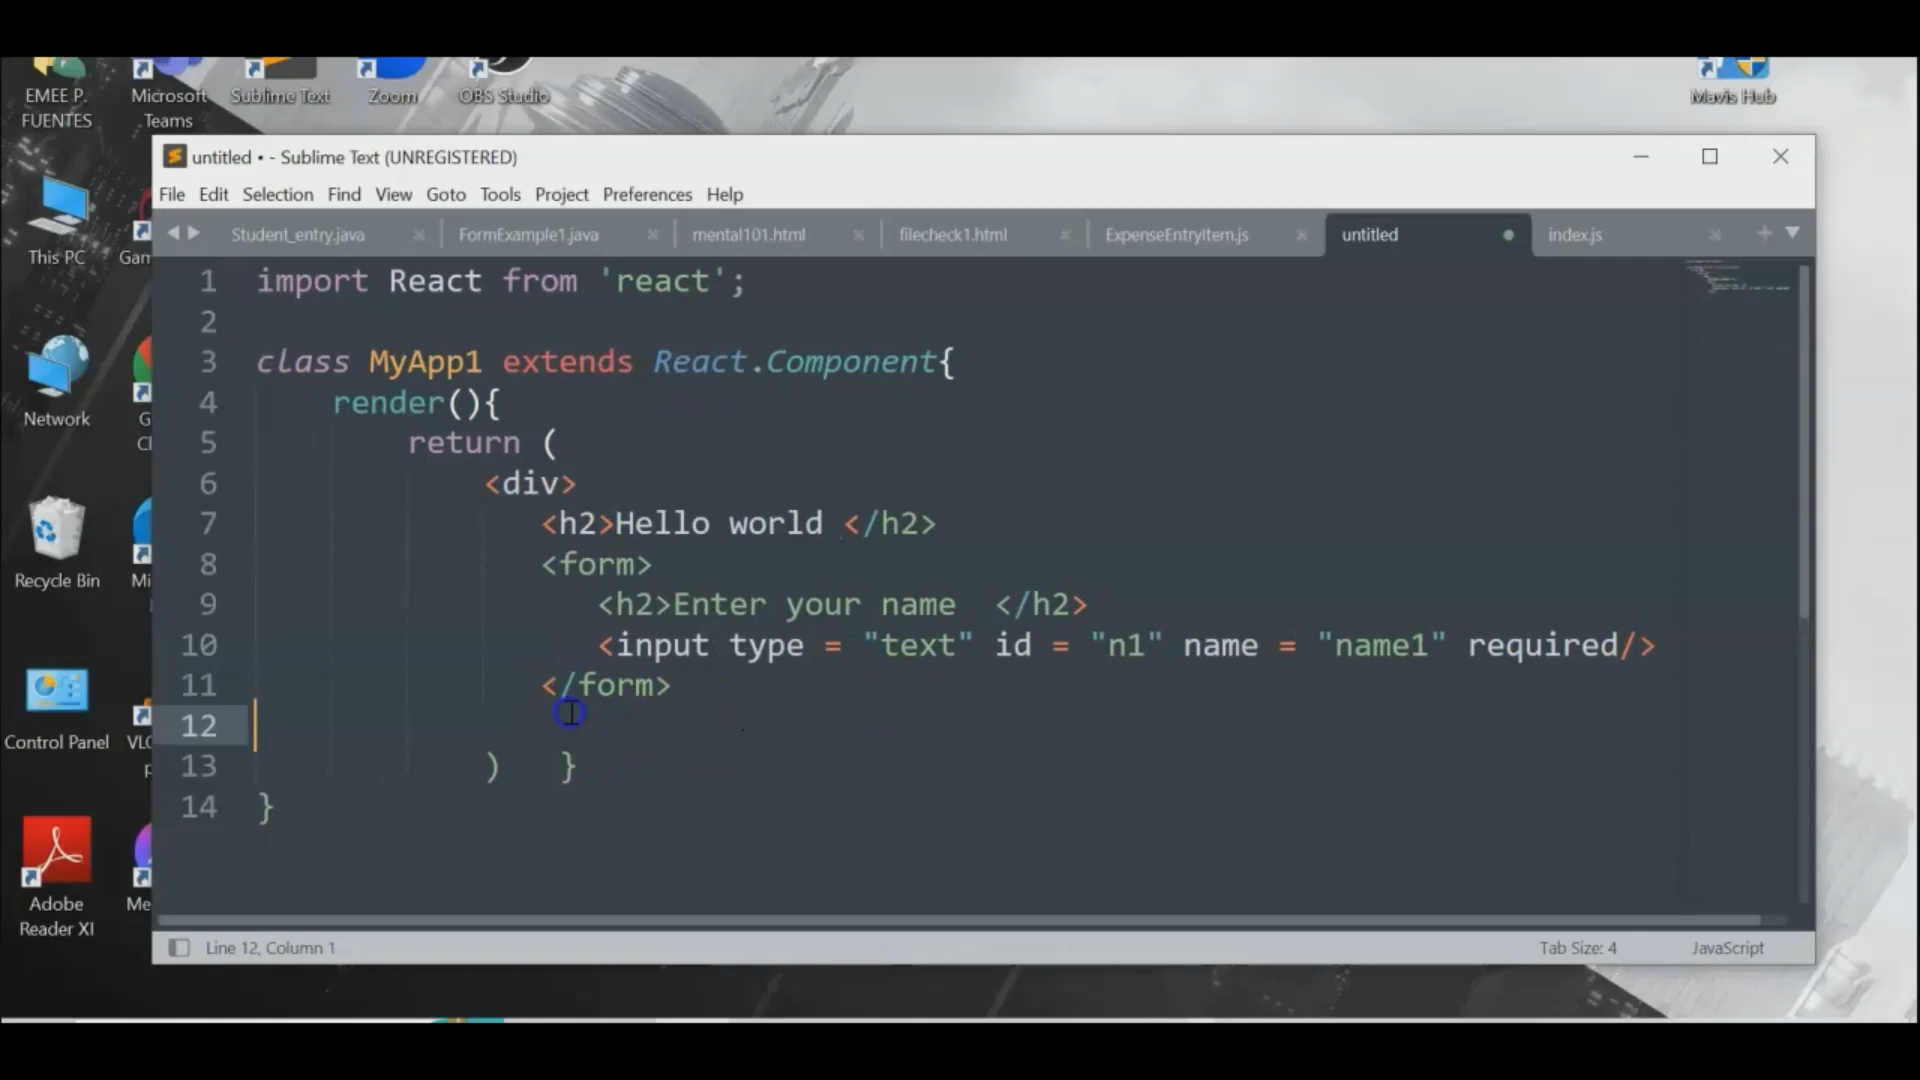 EMEE P.
FUENTES
Microsoft
Teams
Sublime Text
Zoom
OBS Studio
Mavis Hub
This PC
Gam
Network
G
Cl
Recycle Bin
Mi
Control Panel
VLC
p
Adobe
Reader XI
Me
untitled • - Sublime Text (UNREGISTERED)
File Edit Selection Find View Goto Tools Project Preferences Help
Student_entry.java
FormExample1.java
mental101.html
filecheck1.html
ExpenseEntryItem.js
untitled
index.js
1 import React from 'react';
2
3 class MyApp1 extends React.Component{
4 render(){
5 return (
6 <div>
7 <h2>Hello world </h2>
8 <form>
9 <h2>Enter your name  </h2>
10 <input type = "text" id = "n1" name = "name1" required/>
11 </form>
12
13 ) }
14 }
Line 12, Column 1
Tab Size: 4
JavaScript